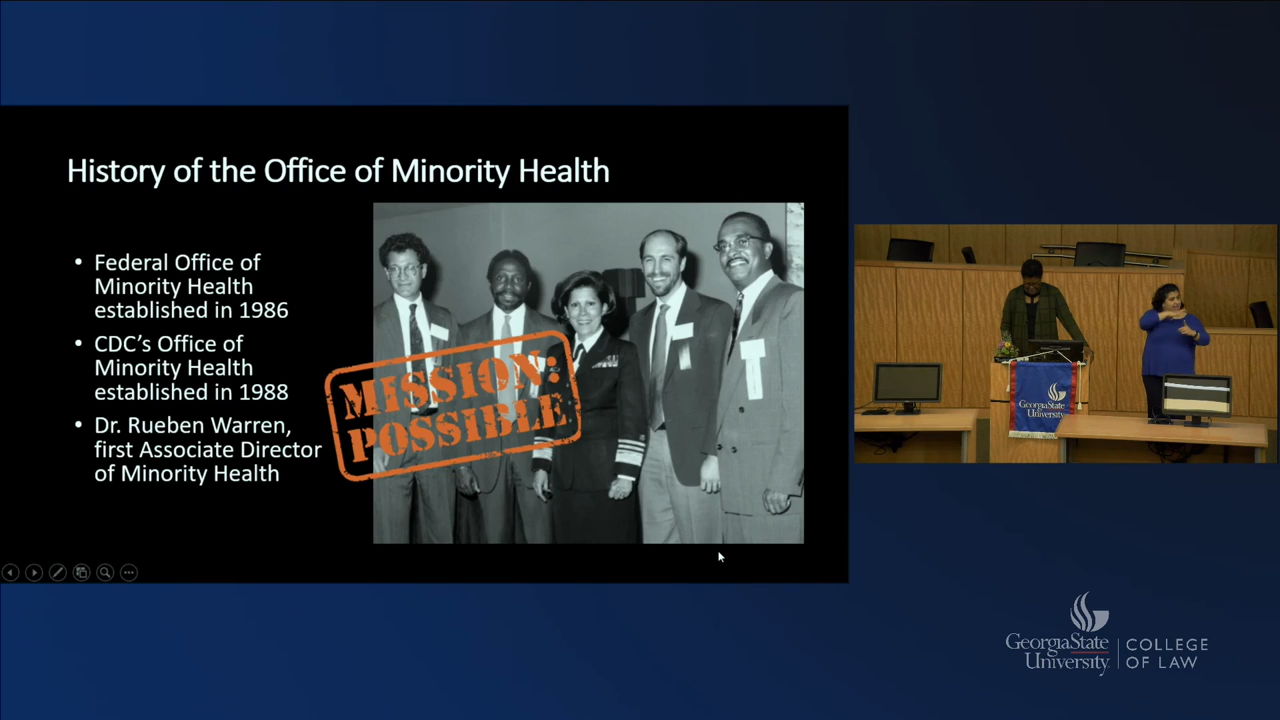 History of the Office of Minority Health
• Federal Office of
Minority Health
established in 1986
• CDC’s Office of
Minority Health
established in 1988
• Dr. Rueben Warren,
first Associate Director
of Minority Health
MISSION:
POSSIBLE
GeorgiaState
University
GeorgiaState
University
COLLEGE
OF LAW